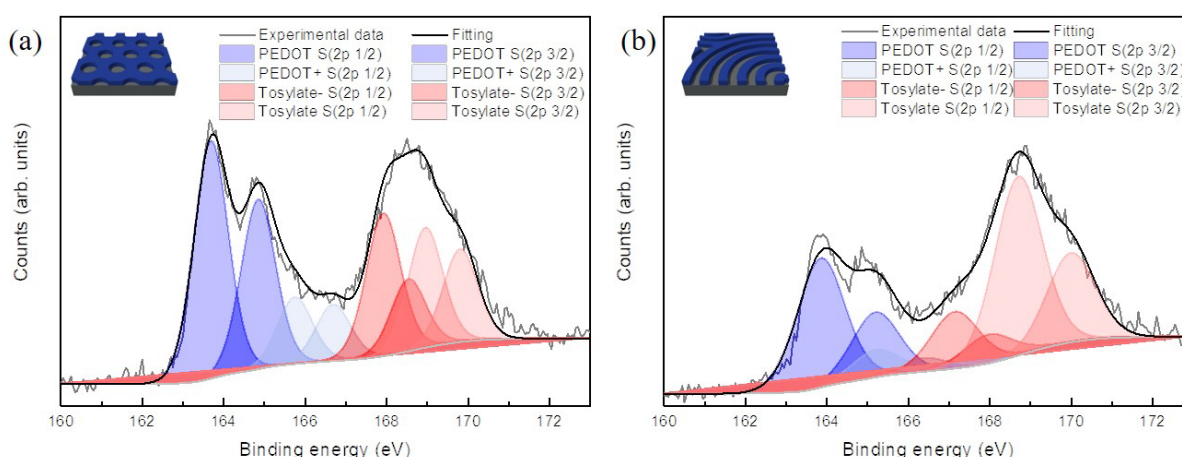 (a)
Experimental data Fitting
PEDOT S(2p 1/2) PEDOT S(2p 3/2)
PEDOT+ S(2p 1/2) PEDOT+ S(2p 3/2)
Tosylate- S(2p 1/2) Tosylate- S(2p 3/2)
Tosylate S(2p 1/2) Tosylate S(2p 3/2)
Counts (arb. units)
160 162 164 166 168 170 172
Binding energy (eV)
(b)
Experimental data Fitting
PEDOT S(2p 1/2) PEDOT S(2p 3/2)
PEDOT+ S(2p 1/2) PEDOT+ S(2p 3/2)
Tosylate- S(2p 1/2) Tosylate- S(2p 3/2)
Tosylate S(2p 1/2) Tosylate S(2p 3/2)
Counts (arb. units)
160 162 164 166 168 170 172
Binding energy (eV)